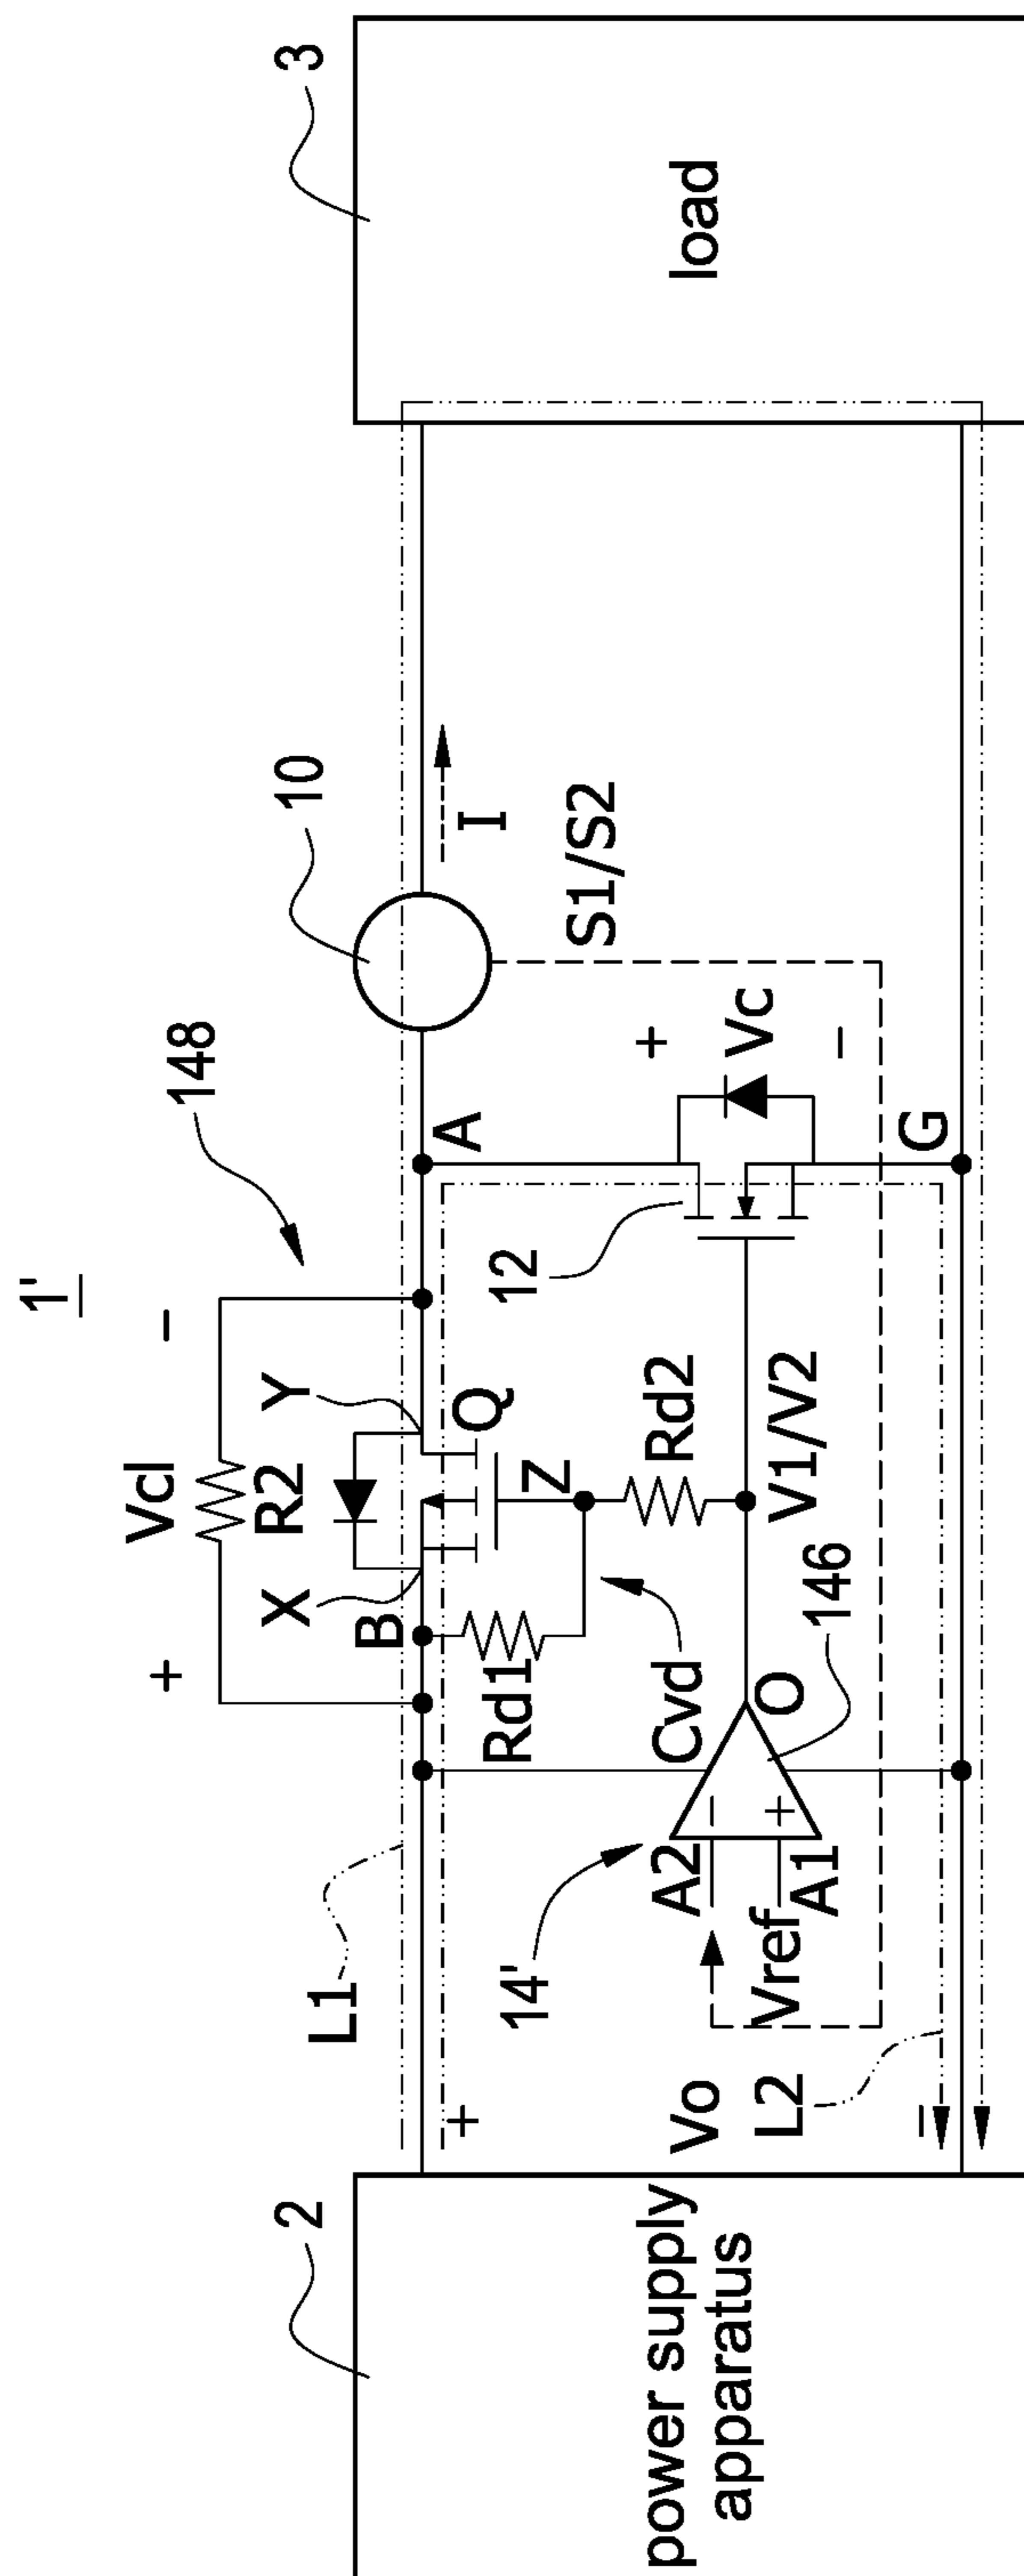 1'
148
Vcl
+
−
R2
10
3
2
L1
X
Y
B
Q
A
I
Rd1
Z
Cvd
Rd2
12
S1/S2
14'
A2
−
+
A1
Vref
O
146
V1/V2
+
Vc
−
G
+
Vo
−
L2
power supply
apparatus
load